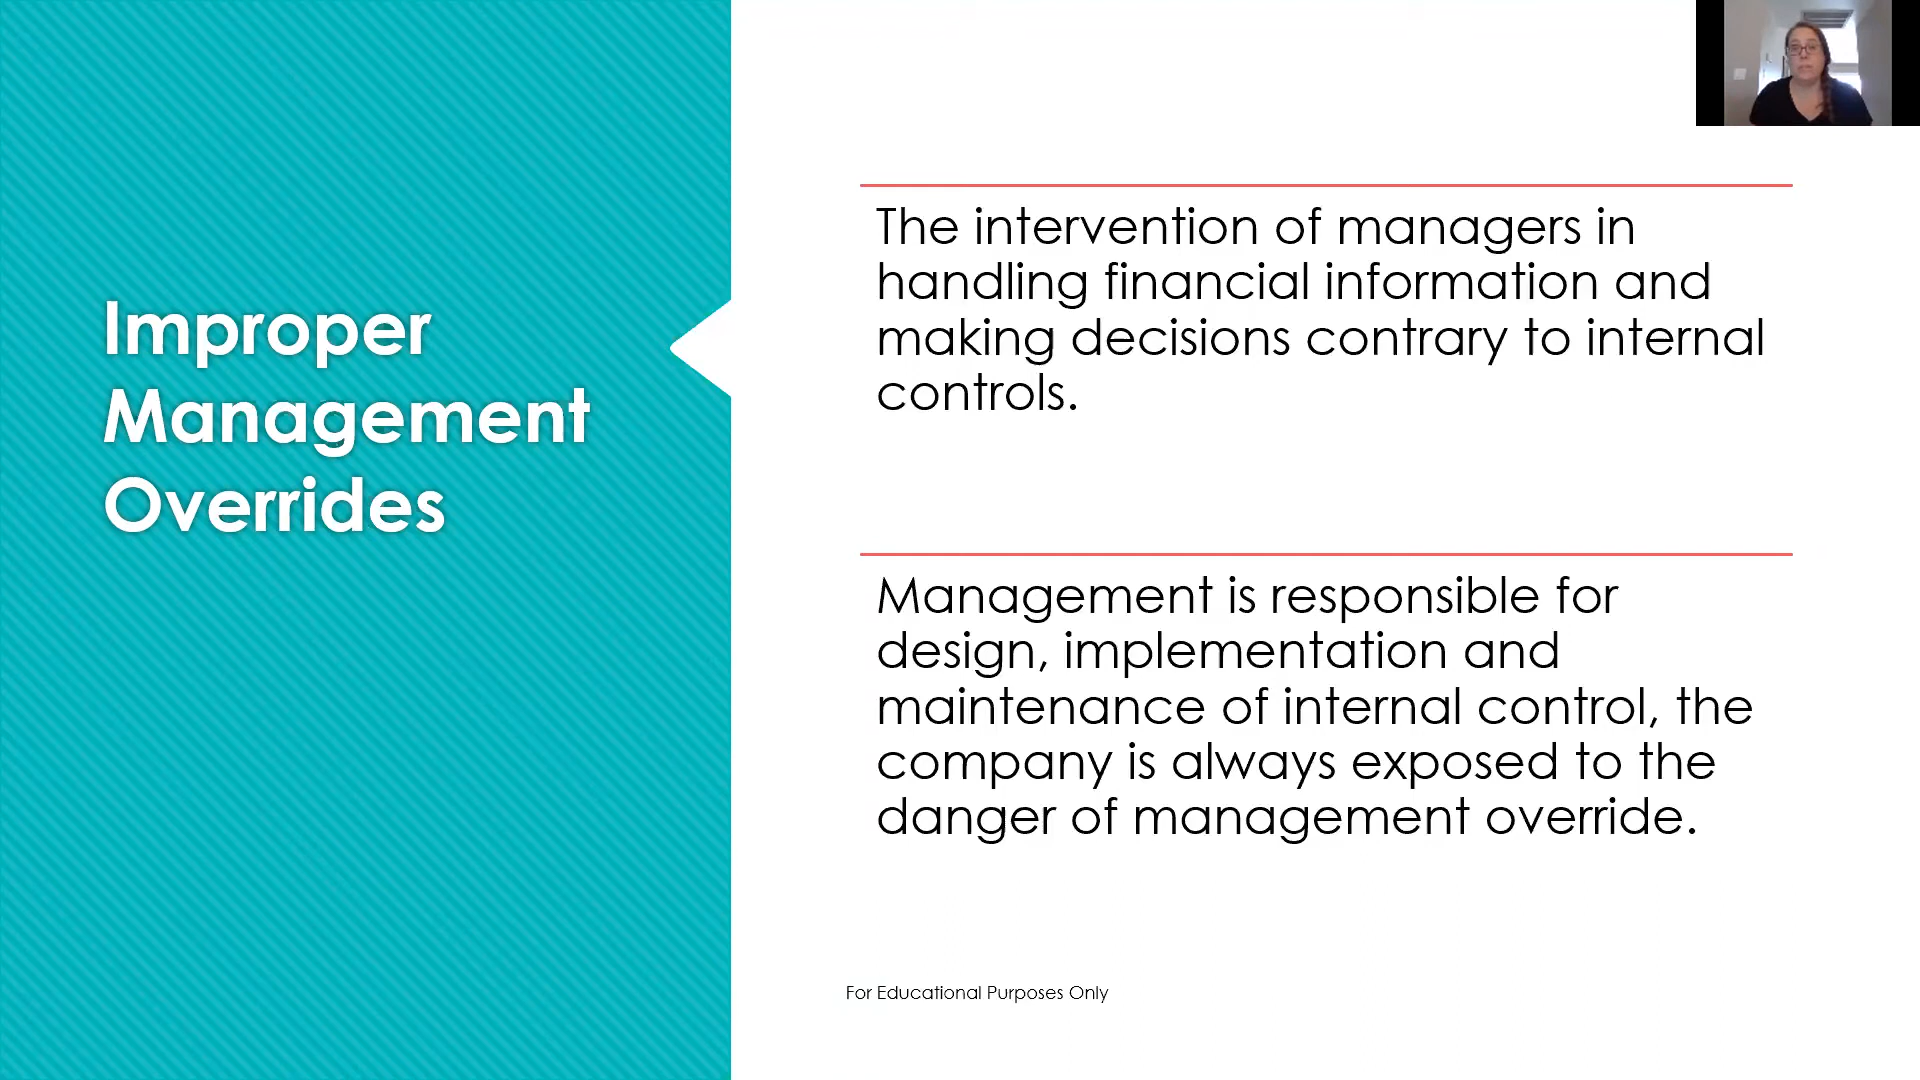 Improper
Management
Overrides
The intervention of managers in
handling financial information and
making decisions contrary to internal
controls.
Management is responsible for
design, implementation and
maintenance of internal control, the
company is always exposed to the
danger of management override.
For Educational Purposes Only